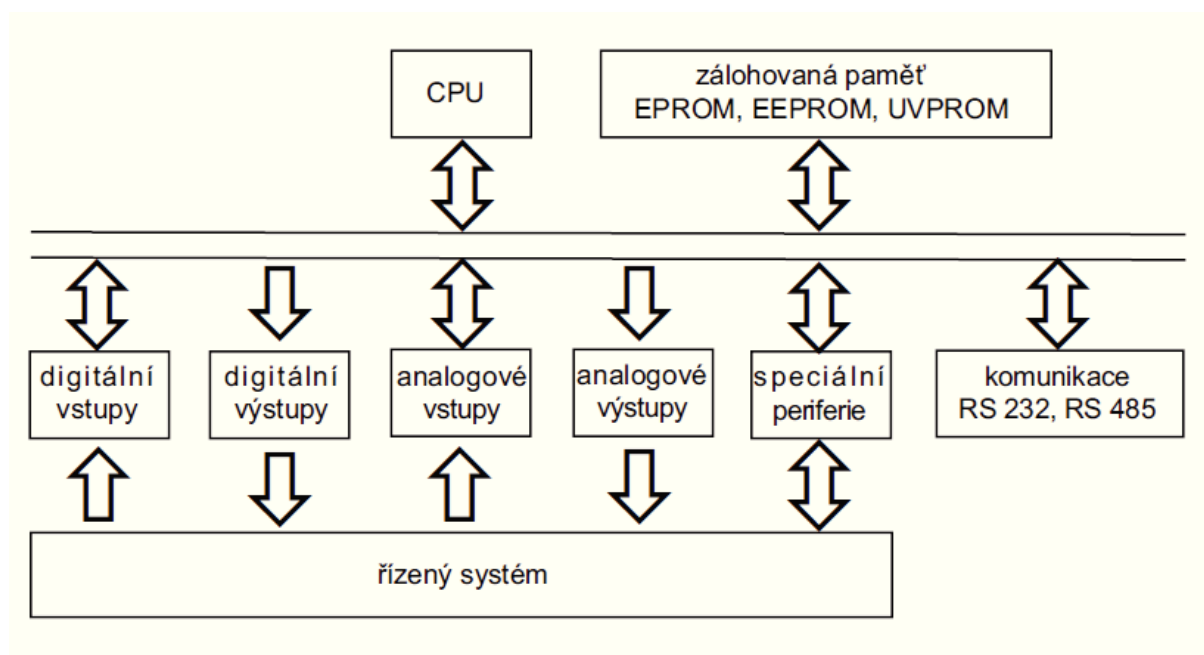 CPU
zálohovaná paměť
EPROM, EEPROM, UVPROM
digitální
vstupy
digitální
výstupy
analogové
vstupy
analogové
výstupy
speciální
periferie
komunikace
RS 232, RS 485
řízený systém